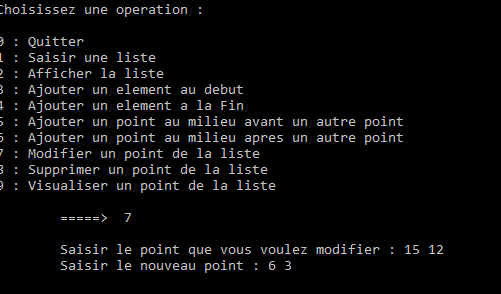 Choisissez une operation :
0 : Quitter
1 : Saisir une liste
2 : Afficher la liste
3 : Ajouter un element au debut
4 : Ajouter un element a la Fin
5 : Ajouter un point au milieu avant un autre point
6 : Ajouter un point au milieu apres un autre point
7 : Modifier un point de la liste
8 : Supprimer un point de la liste
9 : Visualiser un point de la liste
=====> 7
Saisir le point que vous voulez modifier : 15 12
Saisir le nouveau point : 6 3